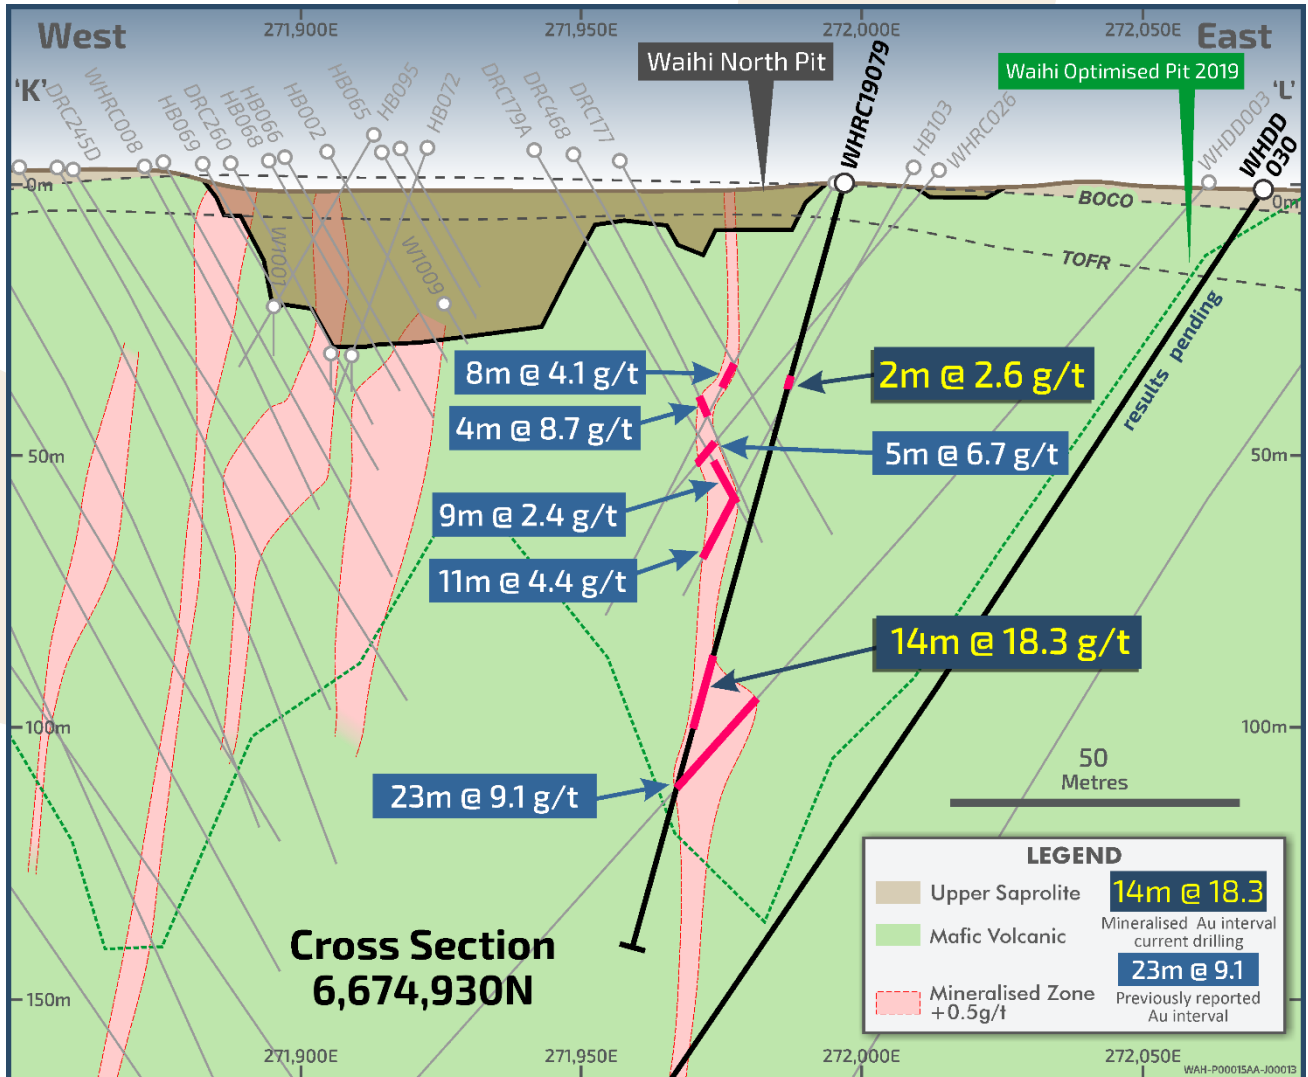 West
271,900E
271,950E
272,000E
272,050E
East
'K'
'L'
DRC245D
WHRC008
HB069
DRC260
HB068
HB066
HB002
HB065
HB095
HB072
DRC179A
DRC468
DRC177
Waihi North Pit
WHRC19079
HB103
WHRC026
Waihi Optimised Pit 2019
WHDD003
WHDD
030
0m
0m
BOCO
TOFR
W1001
W1009
results pending
8m @ 4.1 g/t
2m @ 2.6 g/t
4m @ 8.7 g/t
5m @ 6.7 g/t
50m
50m
9m @ 2.4 g/t
11m @ 4.4 g/t
14m @ 18.3 g/t
100m
100m
23m @ 9.1 g/t
50
Metres
Cross Section
6,674,930N
150m
LEGEND
Upper Saprolite
14m @ 18.3
Mineralised Au interval
current drilling
Mafic Volcanic
23m @ 9.1
Previously reported
Au interval
Mineralised Zone
+0.5g/t
271,900E
271,950E
272,000E
272,050E
WAH-P00015AA-J00013